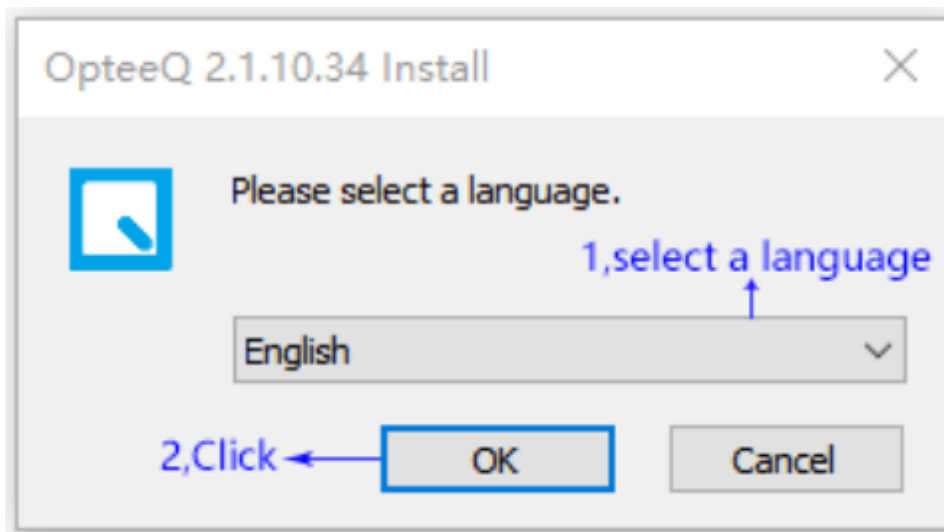 OpteeQ 2.1.10.34 Install
Please select a language.
1,select a language
English
2,Click
OK
Cancel